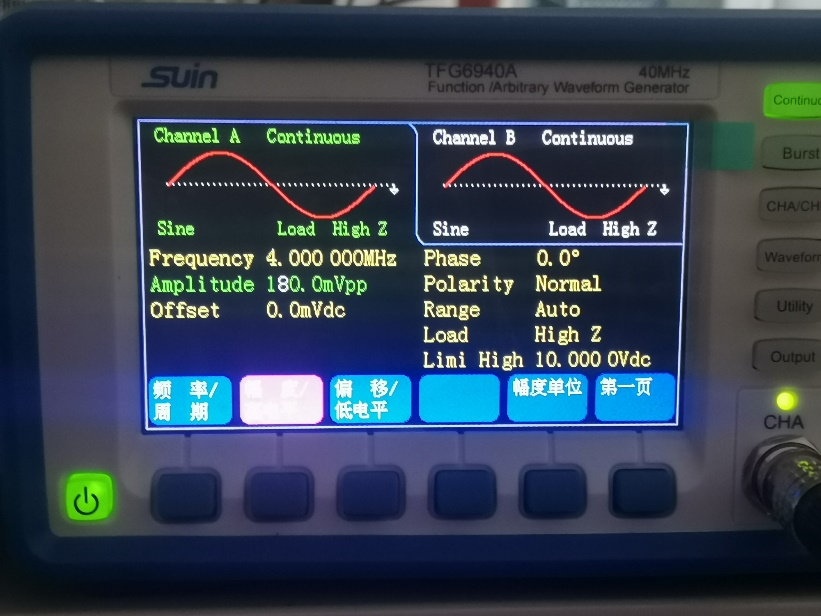 SUIN
TFG6940A 40MHz
Function /Arbitrary Waveform Generator
Channel A Continuous
Sine Load High Z
Channel B Continuous
Sine Load High Z
Frequency 4.000 000MHz
Amplitude 180.0mVpp
Offset 0.0mVdc
Phase 0.0°
Polarity Normal
Range Auto
Load High Z
Limi High 10.000 0Vdc
频 率/
周 期
偏 移/
低电平
幅度单位
第一页
Continuo
Burst
CHA/CH
Waveform
Utility
Output
CHA